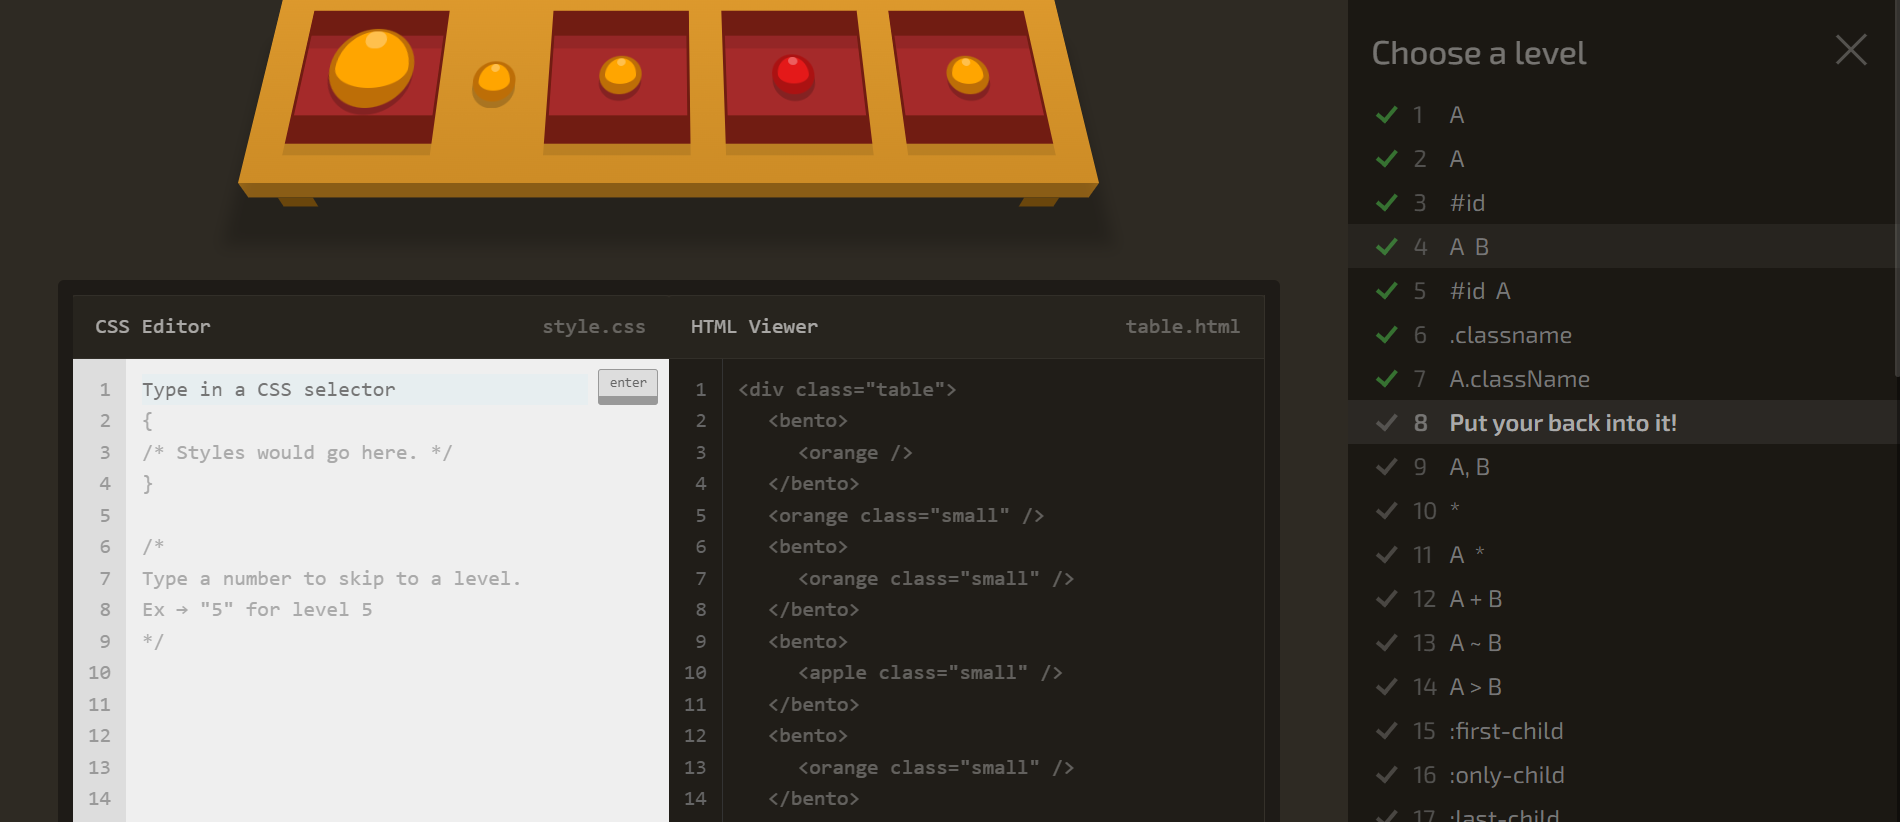 CSS Editor
style.css
1 Type in a CSS selector
enter
2 {
3 /* Styles would go here. */
4 }
5
6 /*
7 Type a number to skip to a level.
8 Ex → "5" for level 5
9 */
10
11
12
13
14
HTML Viewer
table.html
1 <div class="table">
2 <bento>
3 <orange />
4 </bento>
5 <orange class="small" />
6 <bento>
7 <orange class="small" />
8 </bento>
9 <bento>
10 <apple class="small" />
11 </bento>
12 <bento>
13 <orange class="small" />
14 </bento>
Choose a level
1 A
2 A
3 #id
4 A B
5 #id A
6 .classname
7 A.className
8 Put your back into it!
9 A, B
10 *
11 A *
12 A + B
13 A ~ B
14 A > B
15 :first-child
16 :only-child
17 :last-child